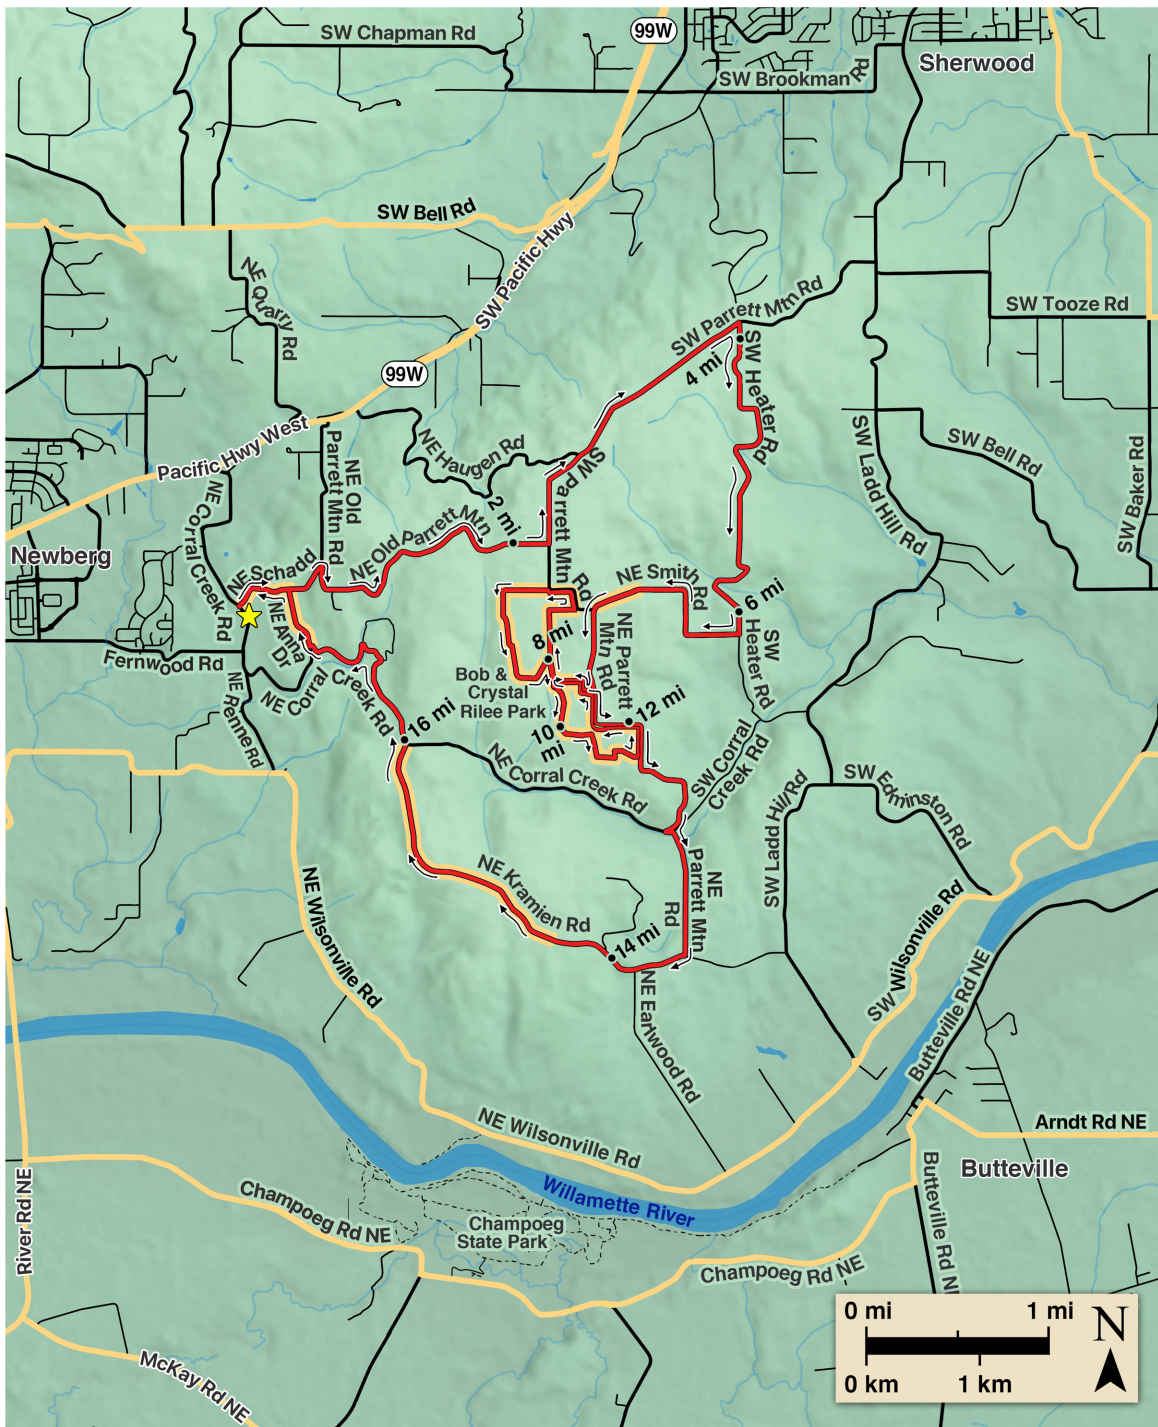 SW Chapman Rd
99W
SW Brookman Rd
Sherwood
SW Bell Rd
SW Pacific Hwy
NE Quarry Rd
SW Parrett Mtn Rd
SW Tooze Rd
99W
4 mi
SW Heater Rd
Pacific Hwy West
NE Haugen Rd
SW Ladd Hill Rd
SW Bell Rd
SW Baker Rd
NE Corral Creek Rd
NE Old
Parrett Mtn Rd
SW
Parrett Mtn
Rd
2 mi
NE Old Parrett Mtn
Newberg
NE Schadd
NE Smith
Rd
6 mi
NE Anna
Dr
8 mi
NE Parrett
Mtn Rd
SW
Heater Rd
Fernwood Rd
NE Renne Rd
NE Corral
Creek Rd
Bob &
Crystal
Rilee Park
10
mi
12 mi
16 mi
NE Corral Creek Rd
SW Corral
Creek Rd
SW Edminston Rd
SW Ladd Hill Rd
NE Kramien Rd
NE
Parrett Mtn
Rd
14 mi
NE Wilsonville Rd
SW Wilsonville Rd
NE Earlwood Rd
Butteville Rd NE
NE Wilsonville Rd
Arndt Rd NE
Butteville
Willamette River
River Rd NE
Champoeg Rd NE
Champoeg
State Park
Champoeg Rd NE
Butteville Rd NE
McKay Rd NE
0 mi 1 mi
N
0 km 1 km